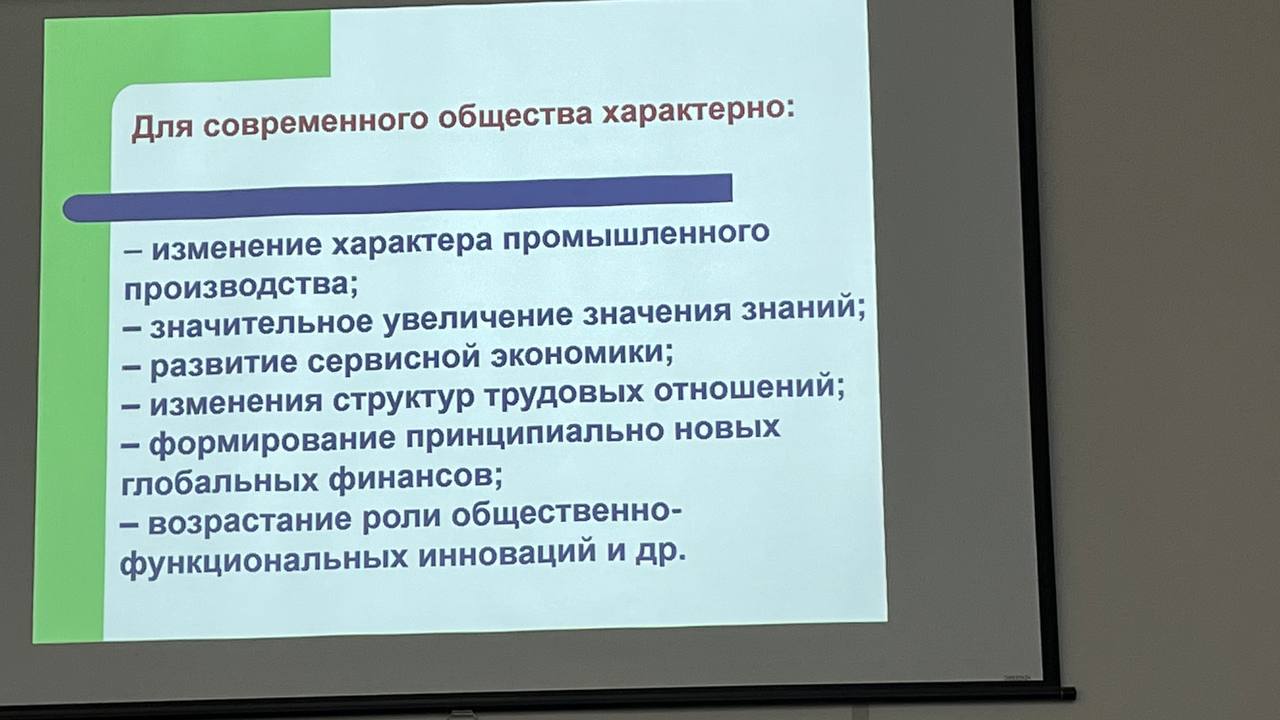 Для современного общества характерно:
– изменение характера промышленного
производства;
– значительное увеличение значения знаний;
– развитие сервисной экономики;
– изменения структур трудовых отношений;
– формирование принципиально новых
глобальных финансов;
– возрастание роли общественно-
функциональных инноваций и др.